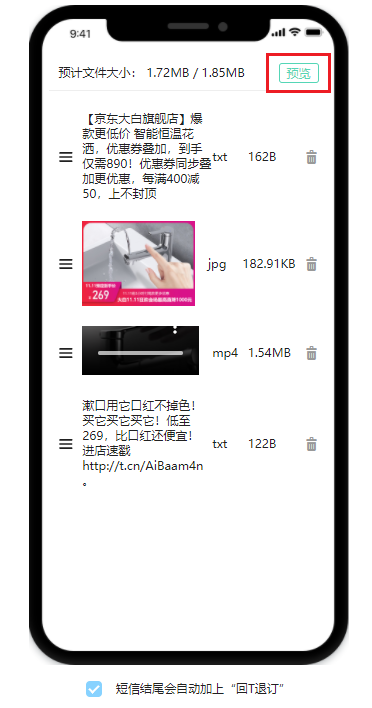 9:41
预计文件大小： 1.72MB / 1.85MB
预览
【京东大白旗舰店】爆
款更低价 智能恒温花
洒，优惠券叠加，到手
仅需890！优惠券同步叠
加更优惠，每满400减
50，上不封顶
txt
162B
269
jpg
182.91KB
mp4
1.54MB
漱口用它口红不掉色！
买它买它买它！低至
269，比口红还便宜！
进店速戳
http://t.cn/AiBaam4n
。
txt
122B
短信结尾会自动加上“回T退订”